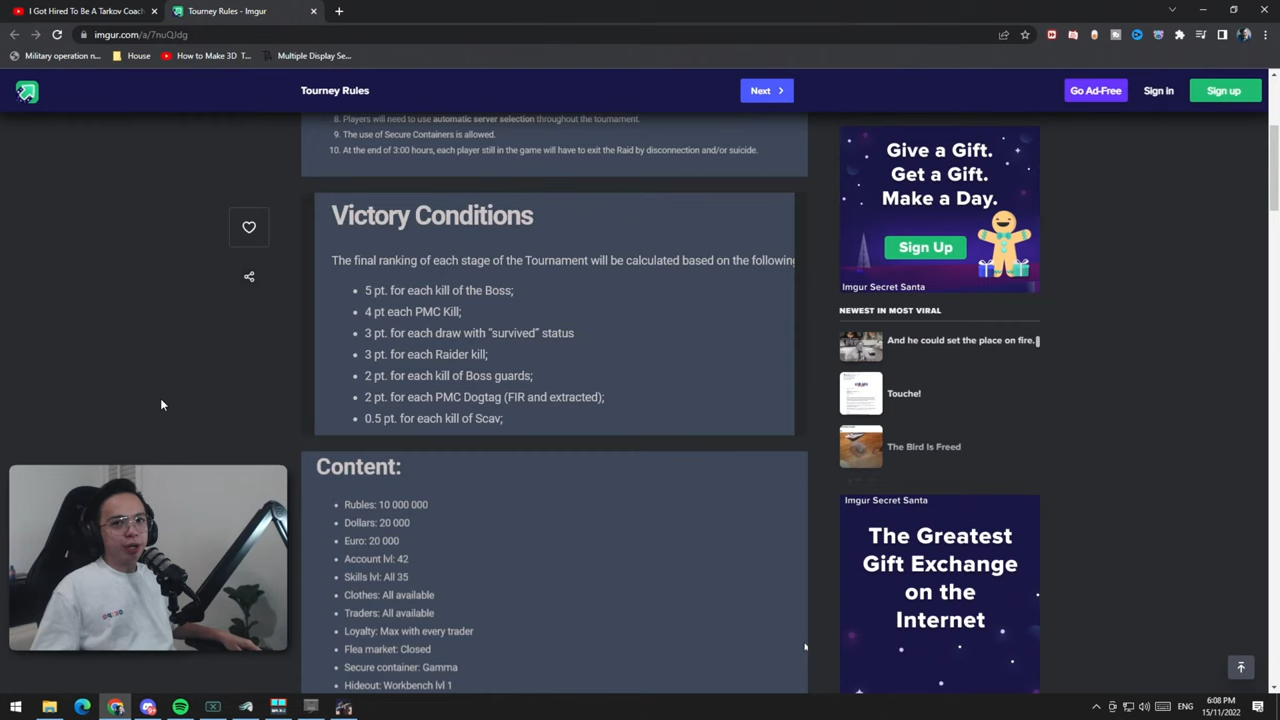 I Got Hired To Be A Tarkov Coach
Tourney Rules - Imgur
imgur.com/a/7nuQJdg
Military operation n...
House
How to Make 3D T...
Multiple Display Se...
Tourney Rules
Next
Go Ad-Free
Sign in
Sign up
8. Players will need to use automatic server selection throughout the tournament.
9. The use of Secure Containers is allowed.
10. At the end of 3:00 hours, each player still in the game will have to exit the Raid by disconnection and/or suicide.
Victory Conditions
The final ranking of each stage of the Tournament will be calculated based on the following
5 pt. for each kill of the Boss;
4 pt each PMC Kill;
3 pt. for each draw with "survived" status
3 pt. for each Raider kill;
2 pt. for each kill of Boss guards;
2 pt. for each PMC Dogtag (FIR and extracted);
0.5 pt. for each kill of Scav;
Content:
Rubles: 10 000 000
Dollars: 20 000
Euro: 20 000
Account lvl: 42
Skills lvl: All 35
Clothes: All available
Traders: All available
Loyalty: Max with every trader
Flea market: Closed
Secure container: Gamma
Hideout: Workbench lvl 1
Give a Gift.
Get a Gift.
Make a Day.
Sign Up
Imgur Secret Santa
NEWEST IN MOST VIRAL
And he could set the place on fire.
Touche!
The Bird Is Freed
Imgur Secret Santa
The Greatest
Gift Exchange
on the
Internet
ENG
6:08 PM
15/11/2022